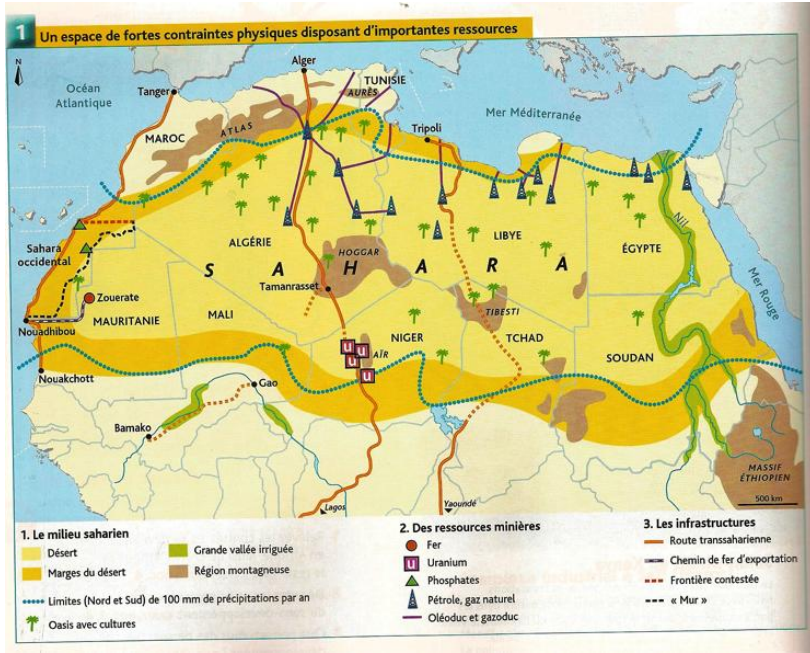 1 Un espace de fortes contraintes physiques disposant d'importantes ressources
N
Océan
Atlantique
Alger
TUNISIE
Tanger
AURÈS
Mer Méditerranée
ATLAS
Tripoli
MAROC
Sahara
occidental
ALGÉRIE
LIBYE
ÉGYPTE
Nil
HOGGAR
S A H A R A
Mer Rouge
Zouerate
Tamanrasset
TIBESTI
MAURITANIE
MALI
Nouadhibou
NIGER
TCHAD
u
u
u
u
AÏR
SOUDAN
Nouakchott
Gao
Bamako
MASSIF
ÉTHIOPIEN
Lagos
Yaoundé
500 km
1. Le milieu saharien
Désert
Marges du désert
Grande vallée irriguée
Région montagneuse
Limites (Nord et Sud) de 100 mm de précipitations par an
Oasis avec cultures
2. Des ressources minières
Fer
u Uranium
Phosphates
Pétrole, gaz naturel
Oléoduc et gazoduc
3. Les infrastructures
Route transsaharienne
Chemin de fer d'exportation
Frontière contestée
« Mur »